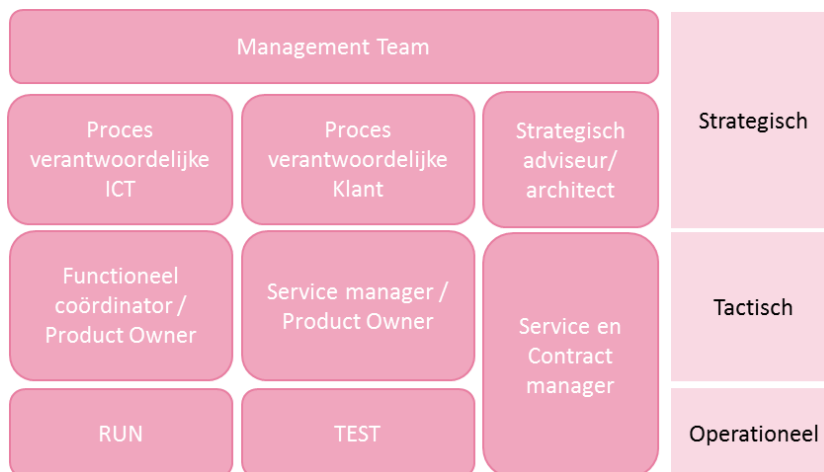 Management Team
Proces
verantwoordelijke
ICT
Proces
verantwoordelijke
Klant
Strategisch
adviseur/
architect
Strategisch
Functioneel
coördinator /
Product Owner
Service manager /
Product Owner
Service en
Contract
manager
Tactisch
RUN
TEST
Operationeel